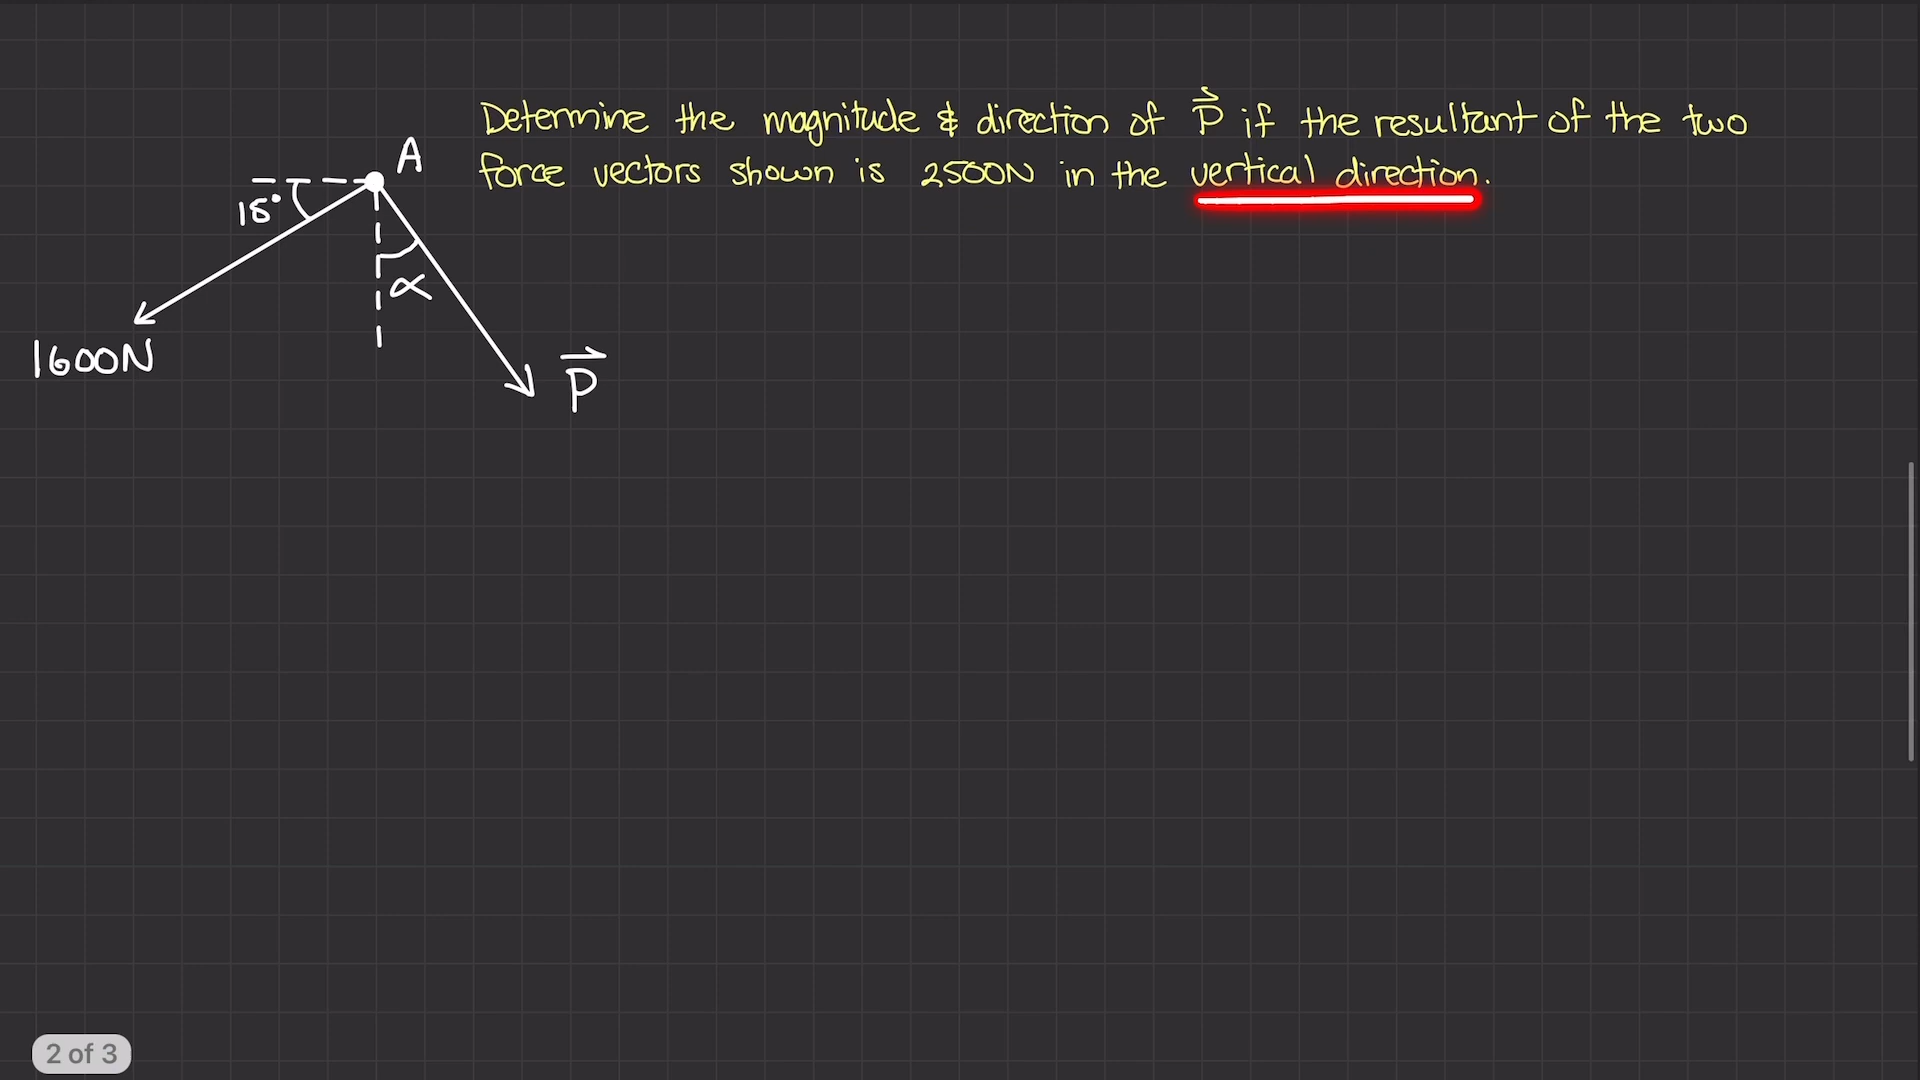 Determine the magnitude & direction of P⃗ if the resultant of the two
force vectors shown is 2500N in the vertical direction.
A
15°
α
1600N
P⃗
2 of 3